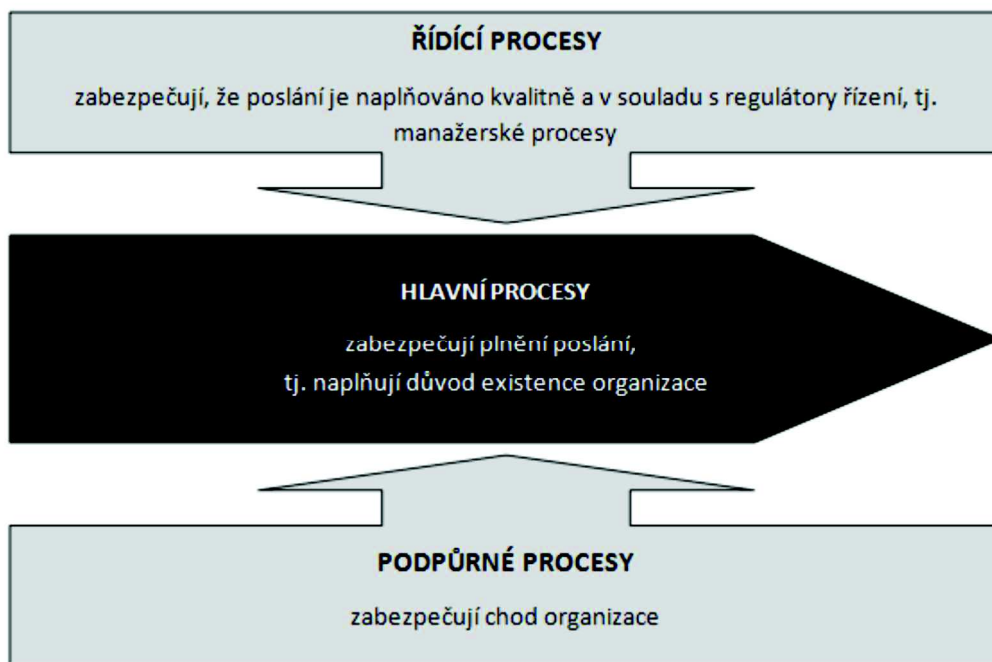 ŘÍDÍCÍ PROCESY
zabezpečují, že poslání je naplňováno kvalitně a v souladu s regulátory řízení, tj.
manažerské procesy
HLAVNÍ PROCESY
zabezpečují plnění poslání,
tj. naplňují důvod existence organizace
PODPŮRNÉ PROCESY
zabezpečují chod organizace